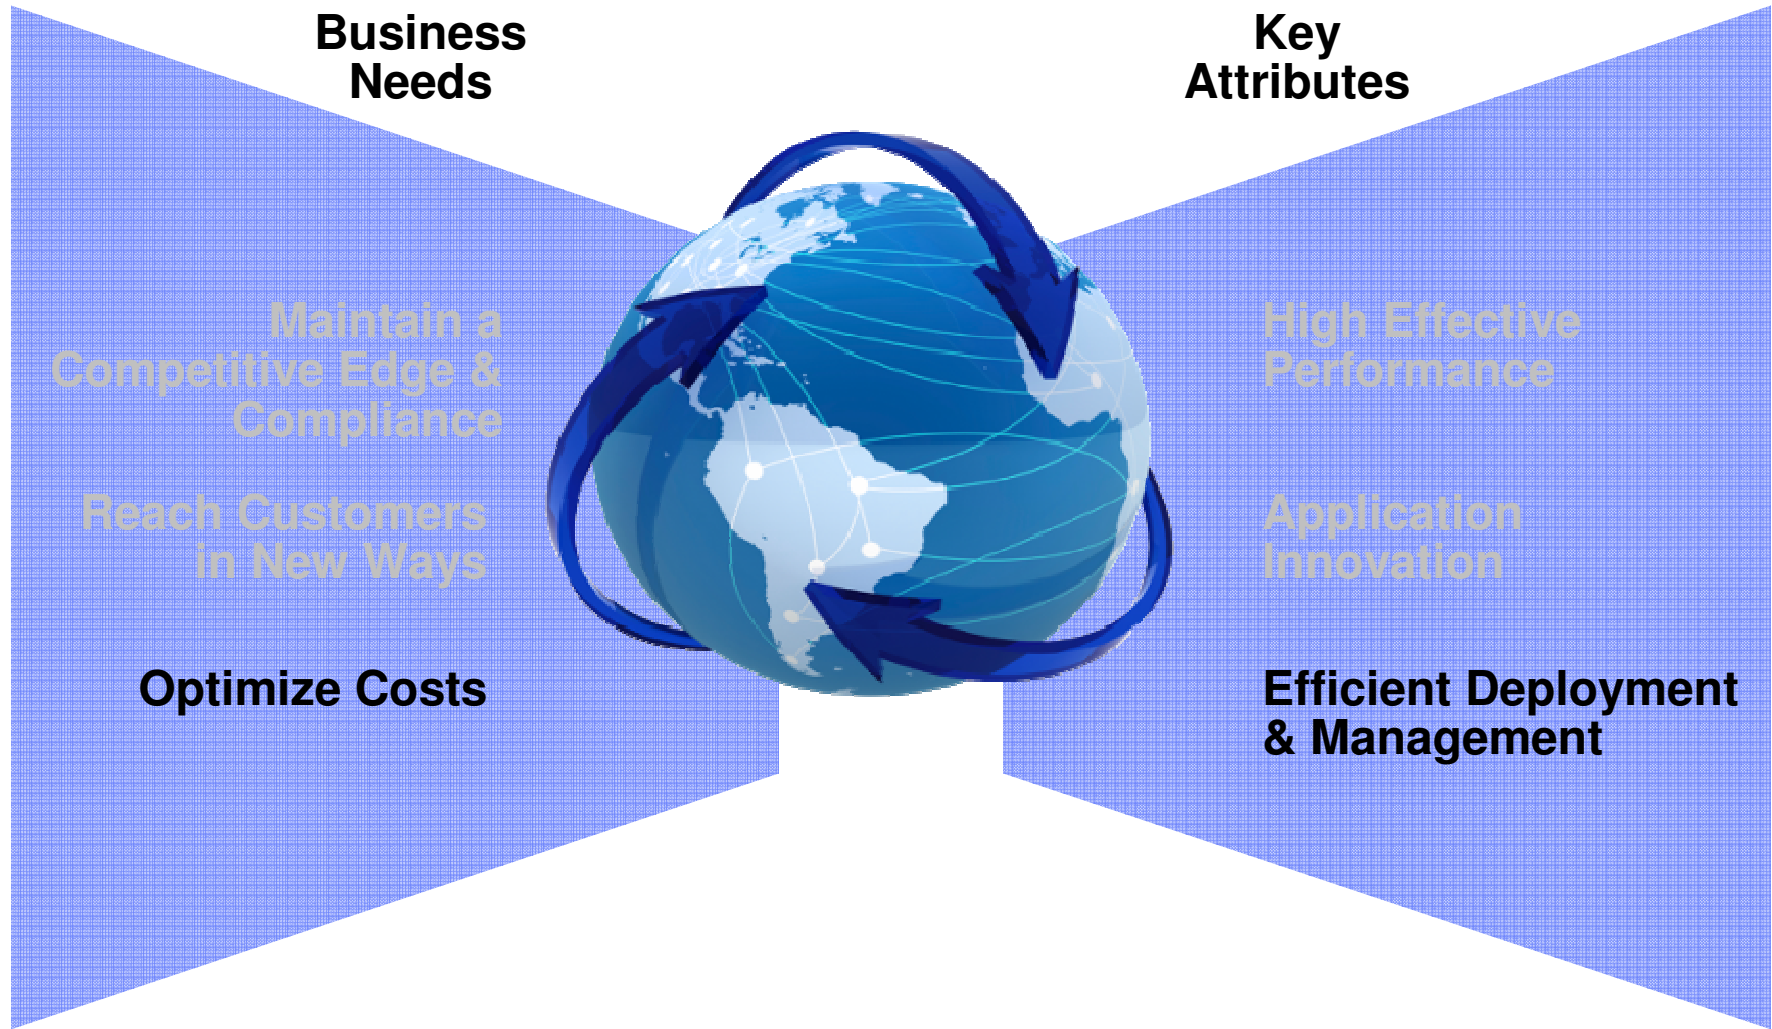 Business
Needs
Key
Attributes
Maintain a
Competitive Edge &
Compliance
Reach Customers
in New Ways
Optimize Costs
High Effective
Performance
Application
Innovation
Efficient Deployment
& Management